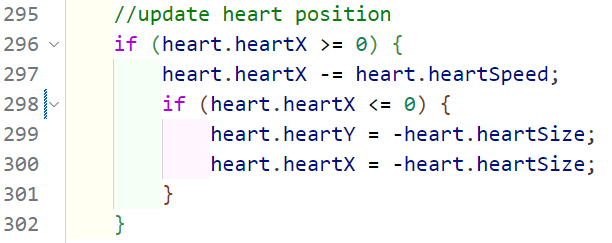 295 //update heart position
296 if (heart.heartX >= 0) {
297 heart.heartX -= heart.heartSpeed;
298 if (heart.heartX <= 0) {
299 heart.heartY = -heart.heartSize;
300 heart.heartX = -heart.heartSize;
301 }
302 }